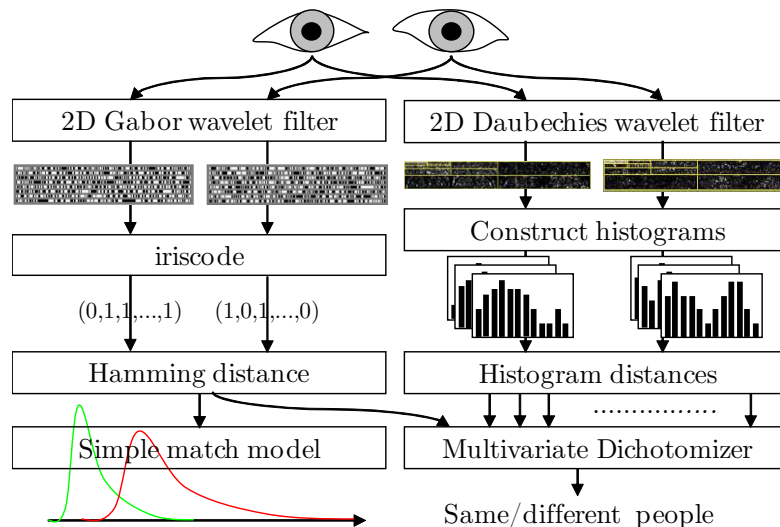 2D Gabor wavelet filter
2D Daubechies wavelet filter
Construct histograms
iriscode
(0,1,1,...,1) (1,0,1,...,0)
Hamming distance
Histogram distances
Simple match model
Multivariate Dichotomizer
Same/different people